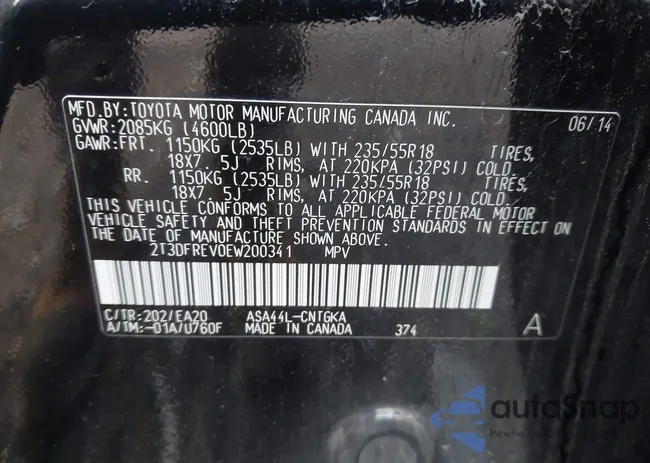 MFD.BY:TOYOTA MOTOR MANUFACTURING CANADA INC. 06/14
GVWR:2085KG (4600LB)
GAWR:FRT. 1150KG (2535LB) WITH 235/55R18 TIRES,
18X7.5J RIMS, AT 220KPA (32PSI) COLD.
RR. 1150KG (2535LB) WITH 235/55R18 TIRES,
18X7.5J RIMS, AT 220KPA (32PSI) COLD.
THIS VEHICLE CONFORMS TO ALL APPLICABLE FEDERAL MOTOR
VEHICLE SAFETY AND THEFT PREVENTION STANDARDS IN EFFECT ON
THE DATE OF MANUFACTURE SHOWN ABOVE.
2T3DFREV0EW200341 MPV
C/TR:202/EA20 ASA44L-CNTGKA
A/TM:-01A/U760F MADE IN CANADA 374 A
autoSnap
Pewne auto